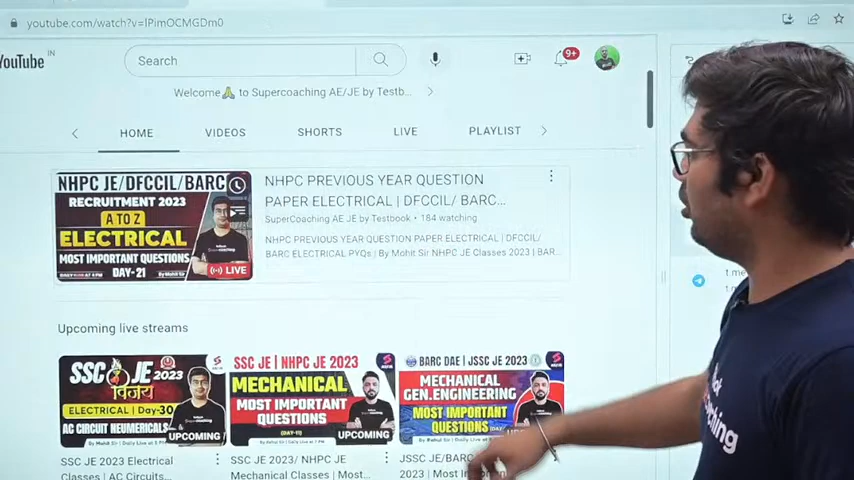 youtube.com/watch?v=lPimOCMGDm0
YouTube IN
Search
9+
Welcome🙏 to Supercoaching AE/JE by Testb...
HOME
VIDEOS
SHORTS
LIVE
PLAYLIST
NHPC JE/DFCCIL/BARC
RECRUITMENT 2023
A TO Z
ELECTRICAL
MOST IMPORTANT
QUESTIONS
DAY-21
By Mohit Sir
LIVE
NHPC PREVIOUS YEAR QUESTION
PAPER ELECTRICAL | DFCCIL/ BARC...
SuperCoaching AE JE by Testbook • 184 watching
NHPC PREVIOUS YEAR QUESTION PAPER ELECTRICAL | DFCCIL/
BARC ELECTRICAL PYQs | By Mohit Sir NHPC JE Classes 2023 | BAR...
t.me
Upcoming live streams
SSC JE 2023
विजय
ELECTRICAL | Day-30
AC CIRCUIT NUMERICALS
UPCOMING
SSC JE 2023 Electrical
Classes | AC Circuits...
SSC JE | NHPC JE 2023
MECHANICAL
MOST IMPORTANT
QUESTIONS
UPCOMING
SSC JE 2023/ NHPC JE
Mechanical Classes | Most...
BARC DAE | JSSC JE 2023
MECHANICAL
GEN.ENGINEERING
MOST IMPORTANT
QUESTIONS
JSSC JE/BARC
2023 | Most